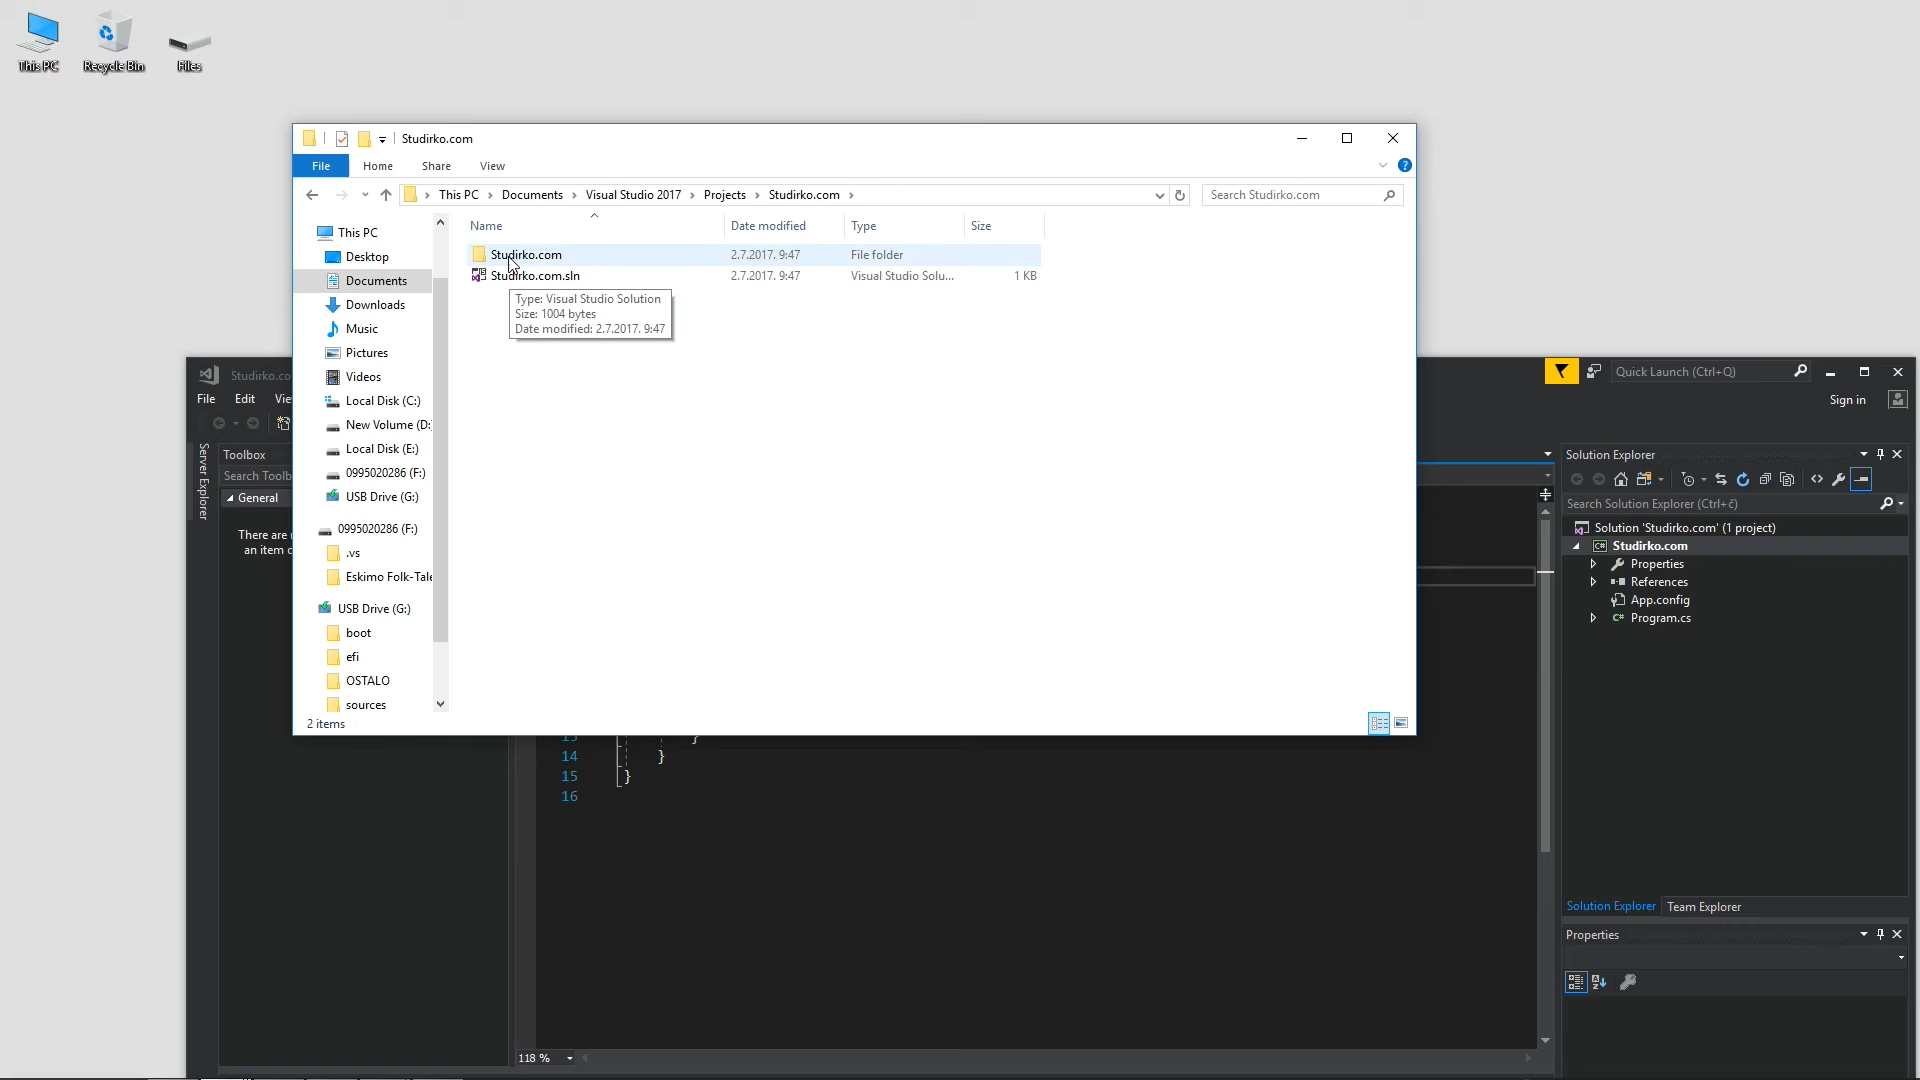 This PC
Recycle Bin
Files
Studirko.com
File Home Share View
This PC > Documents > Visual Studio 2017 > Projects > Studirko.com >
Search Studirko.com
This PC
Desktop
Documents
Downloads
Music
Pictures
Videos
Local Disk (C:)
New Volume (D:
Local Disk (E:)
0995020286 (F:)
USB Drive (G:)
0995020286 (F:)
.vs
Eskimo Folk-Tale
USB Drive (G:)
boot
efi
OSTALO
sources
Name Date modified Type Size
Studirko.com 2.7.2017. 9:47 File folder
Studirko.com.sln 2.7.2017. 9:47 Visual Studio Solu... 1 KB
Type: Visual Studio Solution
Size: 1004 bytes
Date modified: 2.7.2017. 9:47
2 items
Studirko.co
Quick Launch (Ctrl+Q)
File Edit Vie
Sign in
Server Explorer
Toolbox
Search Toolb
General
There are
an item c
13 }
14 }
15 }
16
118 %
Solution Explorer
Search Solution Explorer (Ctrl+č)
Solution 'Studirko.com' (1 project)
C# Studirko.com
Properties
References
App.config
C# Program.cs
Solution Explorer Team Explorer
Properties